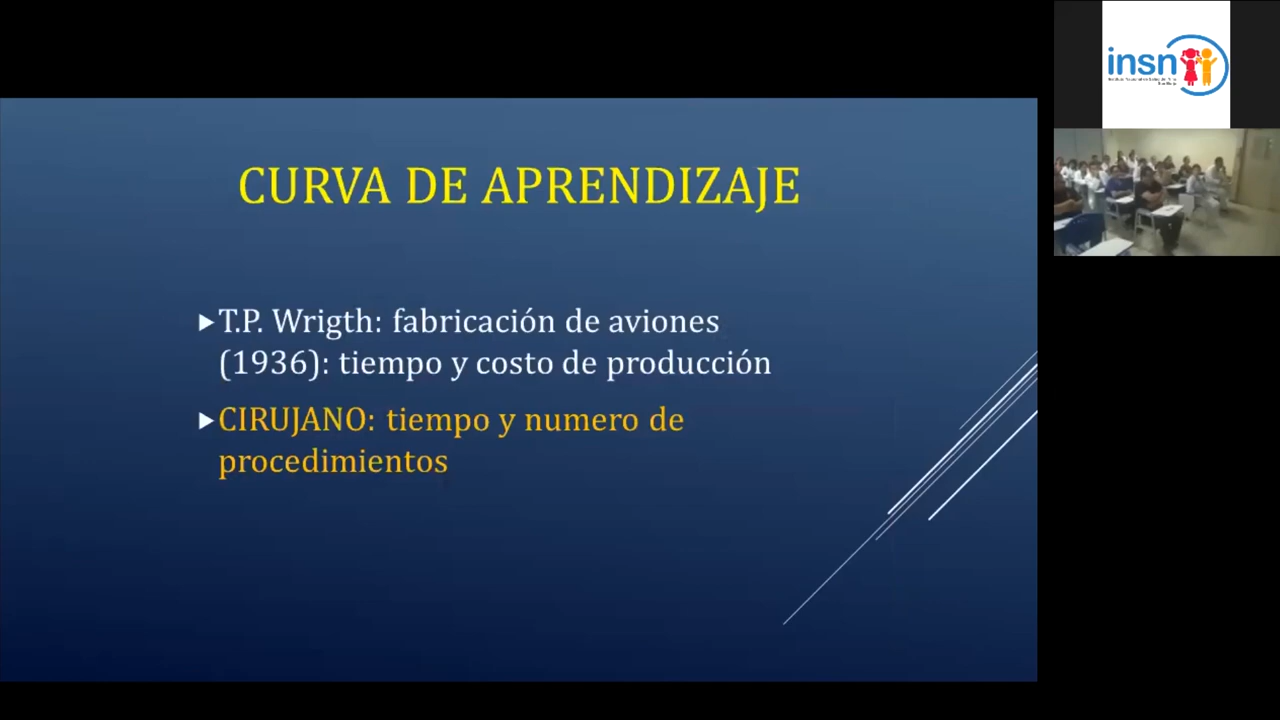 CURVA DE APRENDIZAJE
▶T.P. Wrigth: fabricación de aviones
(1936): tiempo y costo de producción
▶CIRUJANO: tiempo y numero de
procedimientos
insn